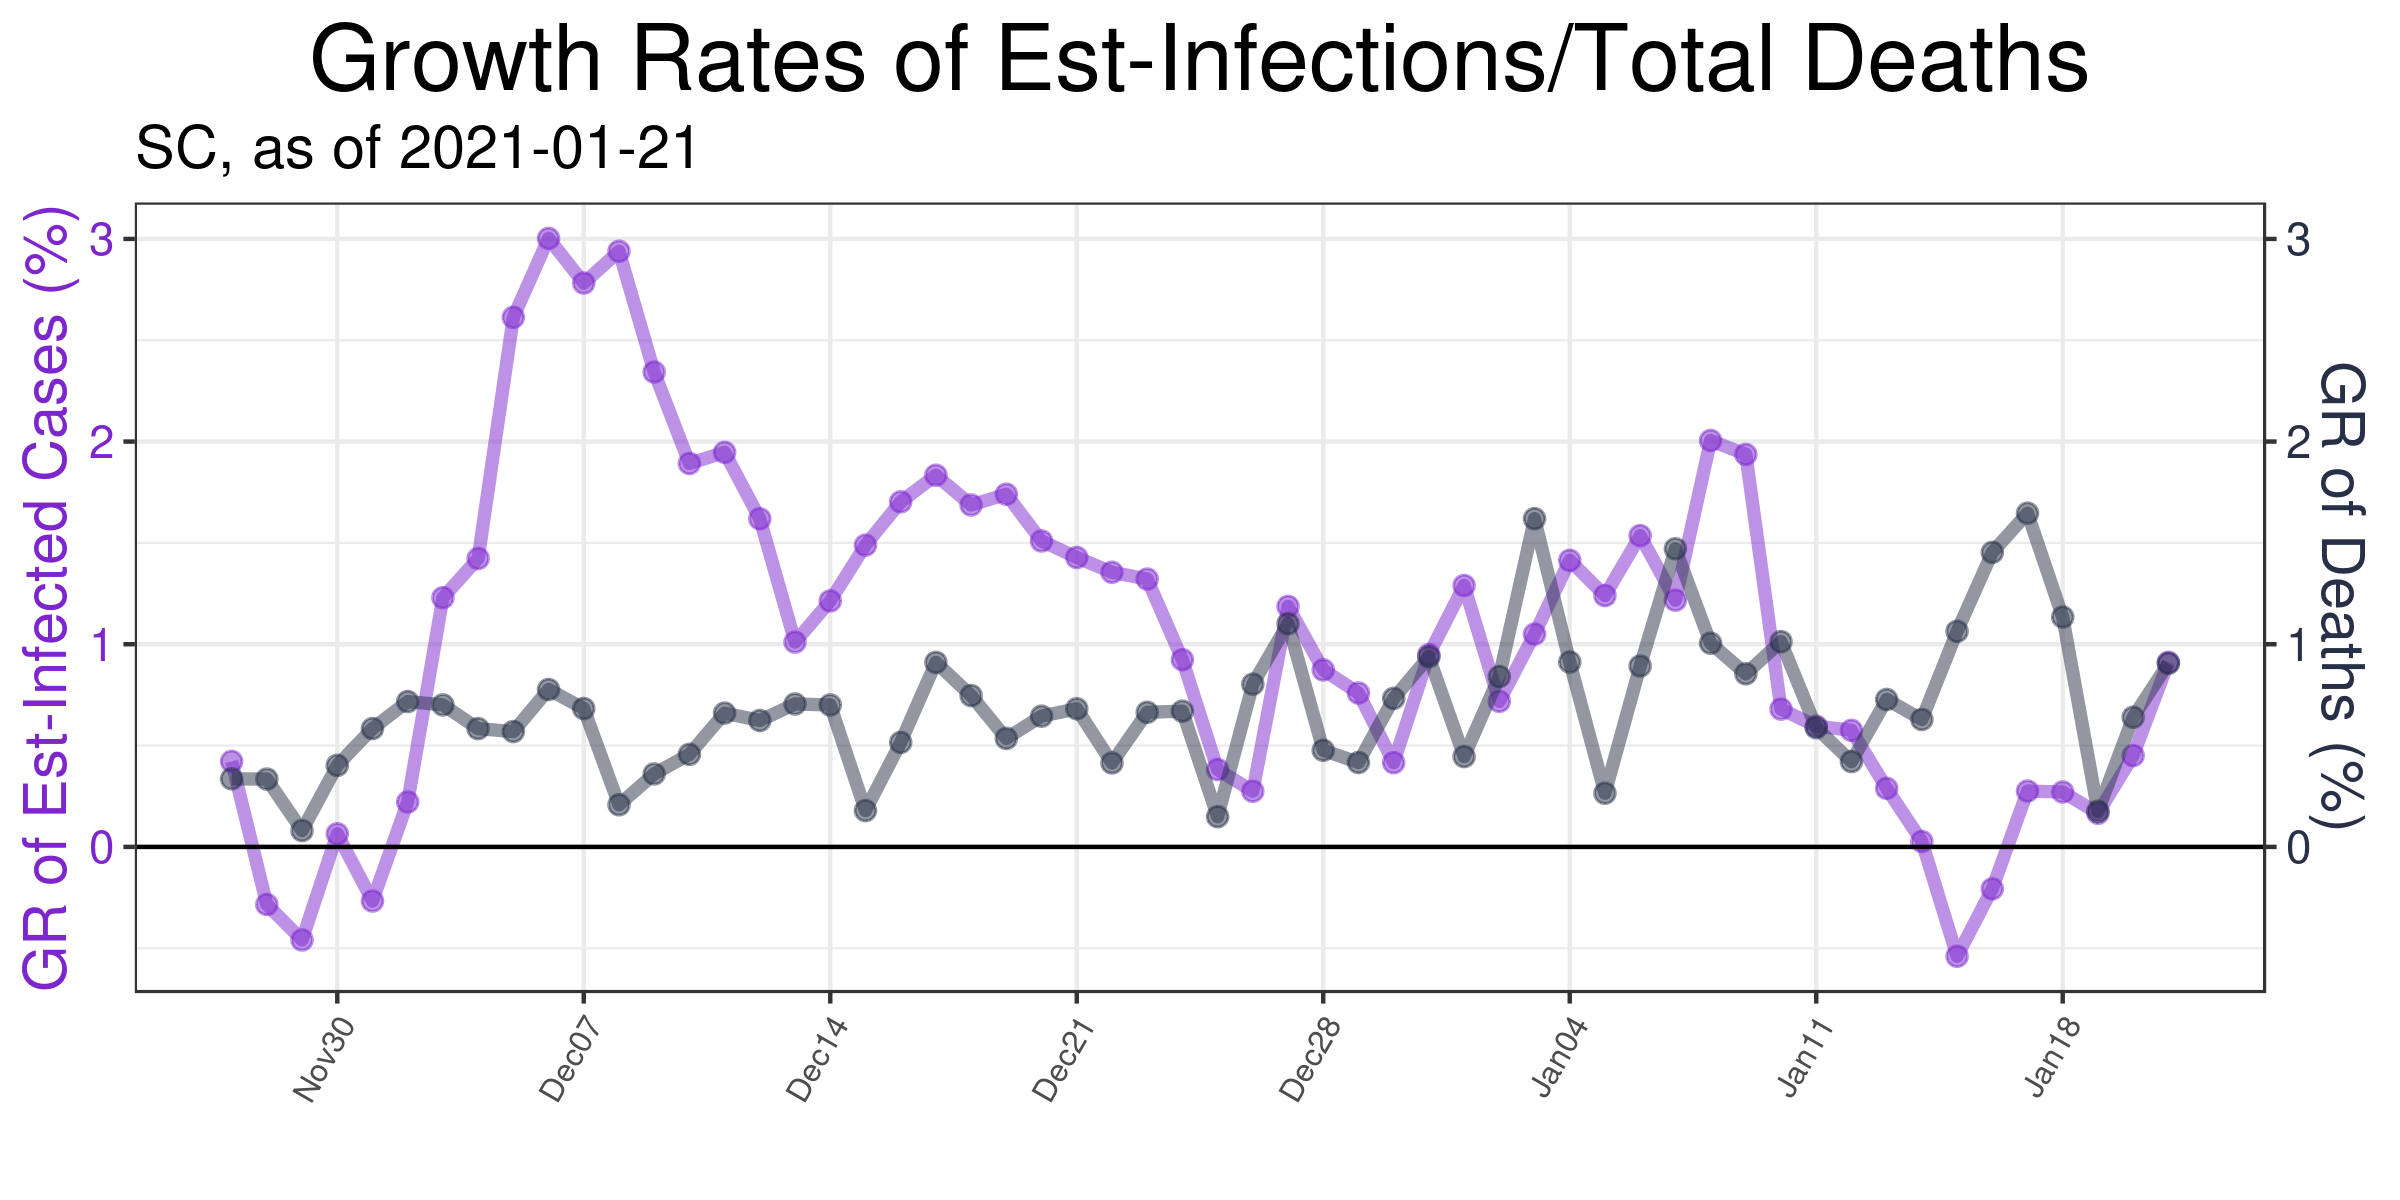 Growth Rates of Est-Infections/Total Deaths
SC, as of 2021-01-21
GR of Est-Infected Cases (%)
3
2
1
0
3
2
1
0
GR of Deaths (%)
Nov30
Dec07
Dec14
Dec21
Dec28
Jan04
Jan11
Jan18